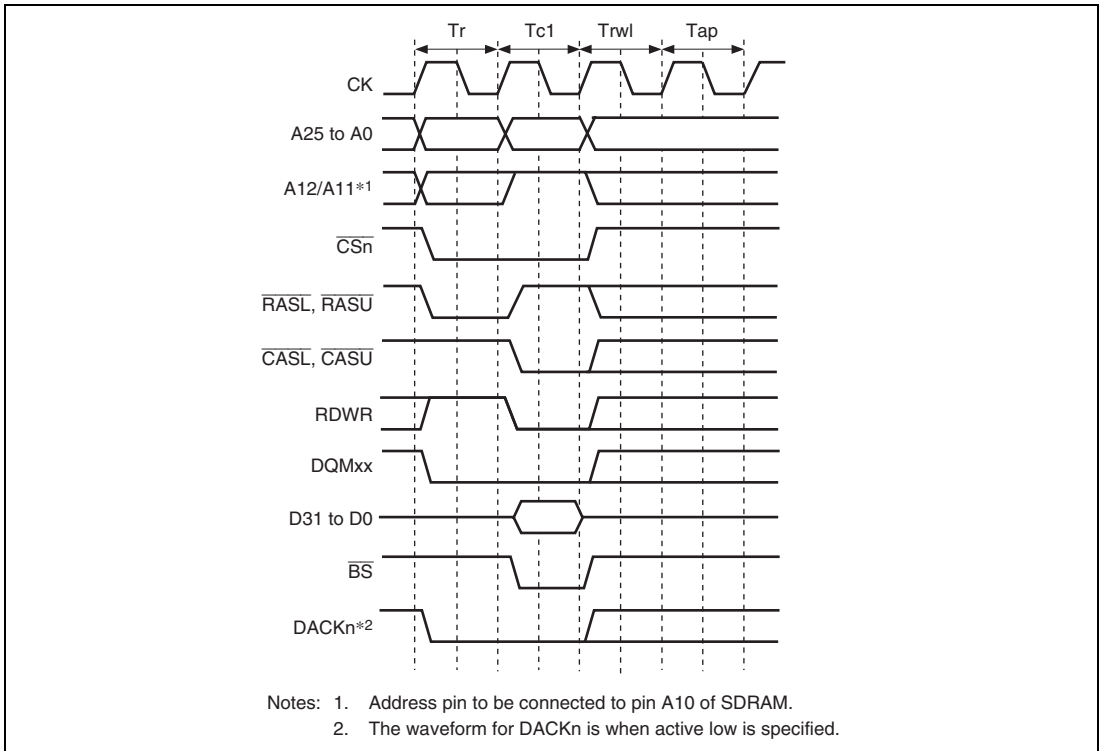 Tr Tc1 Trwl Tap
CK
A25 to A0
A12/A11*1
CSn
RASL, RASU
CASL, CASU
RDWR
DQMxx
D31 to D0
BS
DACKn*2
Notes: 1. Address pin to be connected to pin A10 of SDRAM.
2. The waveform for DACKn is when active low is specified.